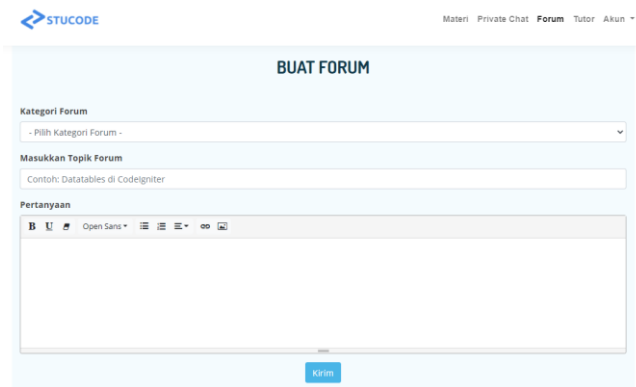 STUCODE
Materi Private Chat Forum Tutor Akun
BUAT FORUM
Kategori Forum
- Pilih Kategori Forum -
Masukkan Topik Forum
Contoh: Datatables di Codeigniter
Pertanyaan
B U Open Sans
Kirim